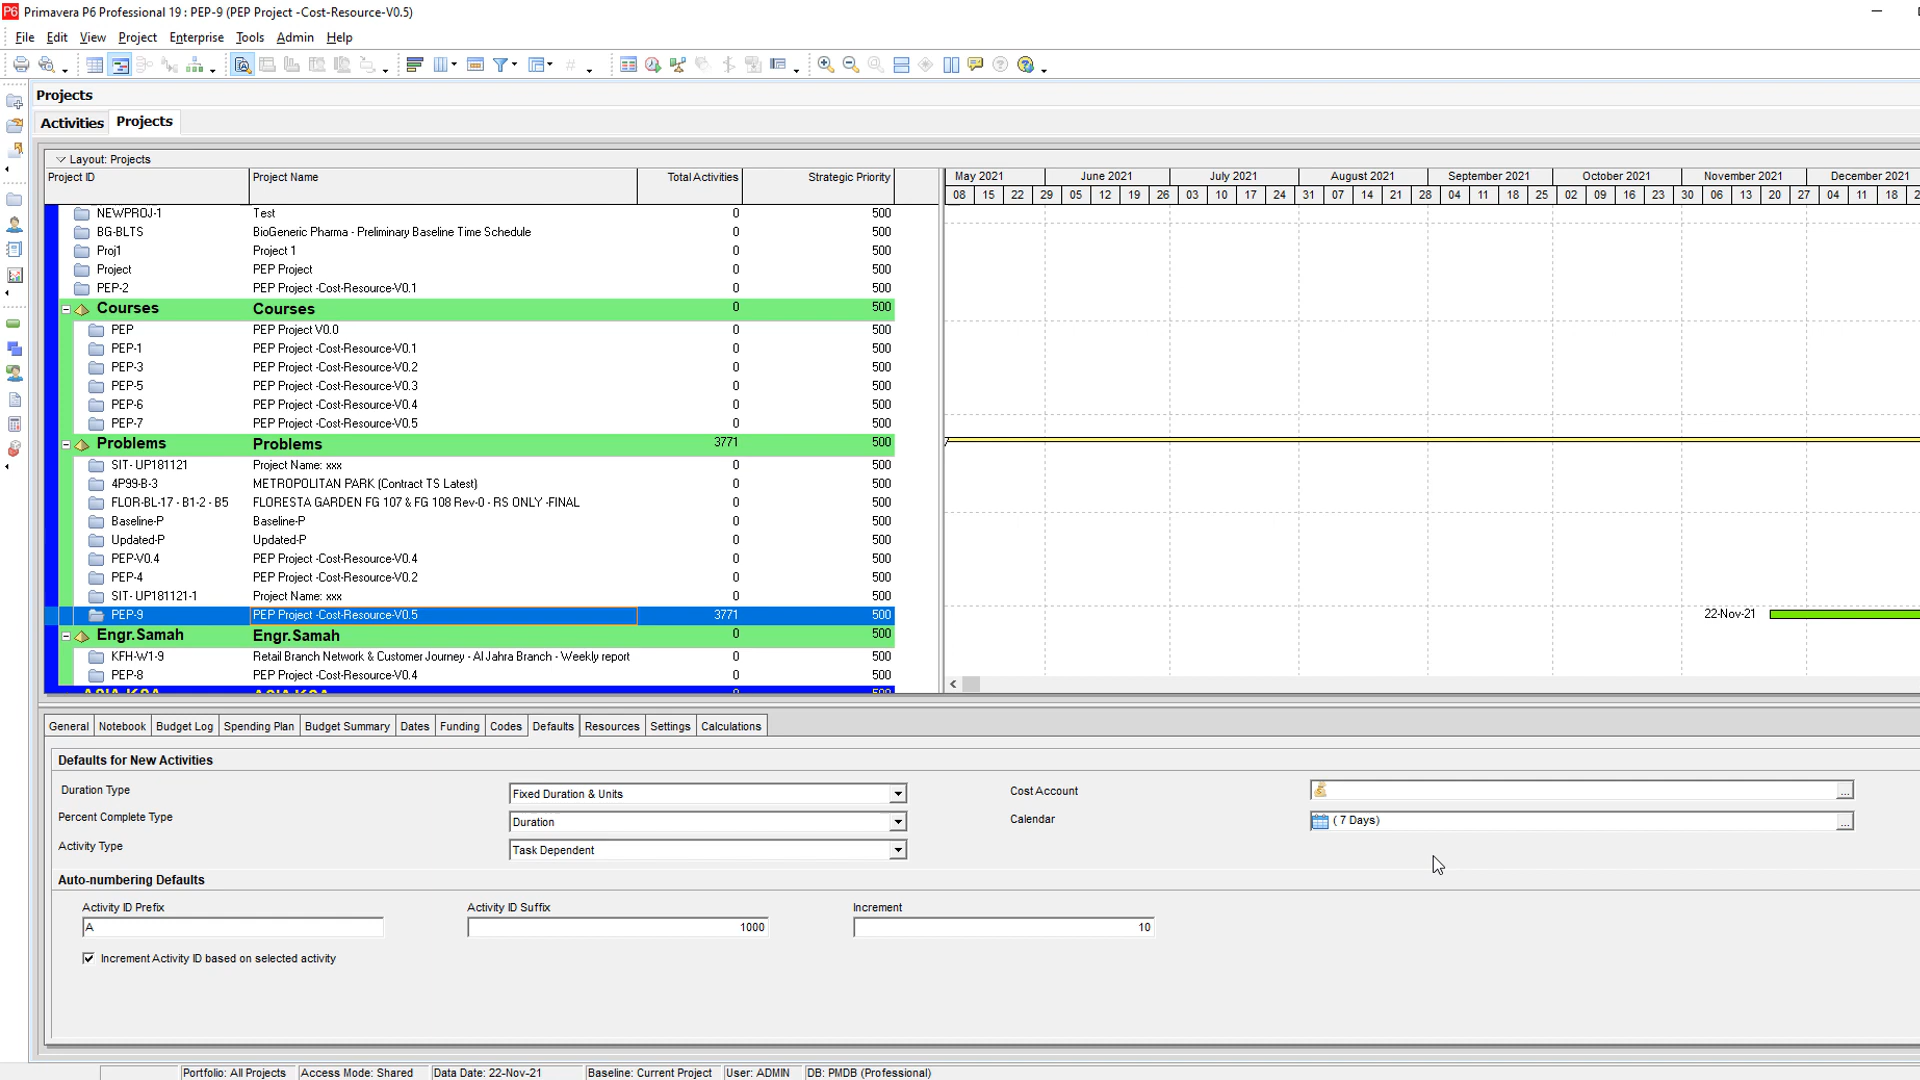 P6 Primavera P6 Professional 19 : PEP-9 (PEP Project -Cost-Resource-V0.5)
File Edit View Project Enterprise Tools Admin Help
Projects
Activities Projects
Layout: Projects
Project ID Project Name Total Activities Strategic Priority
May 2021 June 2021 July 2021 August 2021 September 2021 October 2021 November 2021 December 2021
08 15 22 29 05 12 19 26 03 10 17 24 31 07 14 21 28 04 11 18 25 02 09 16 23 30 06 13 20 27 04 11 18 2
NEWPROJ-1 Test 0 500
BG-BLTS BioGeneric Pharma - Preliminary Baseline Time Schedule 0 500
Proj1 Project 1 0 500
Project PEP Project 0 500
PEP-2 PEP Project -Cost-Resource-V0.1 0 500
Courses Courses 0 500
PEP PEP Project V0.0 0 500
PEP-1 PEP Project -Cost-Resource-V0.1 0 500
PEP-3 PEP Project -Cost-Resource-V0.2 0 500
PEP-5 PEP Project -Cost-Resource-V0.3 0 500
PEP-6 PEP Project -Cost-Resource-V0.4 0 500
PEP-7 PEP Project -Cost-Resource-V0.5 0 500
Problems Problems 3771 500
SIT- UP181121 Project Name: xxx 0 500
4P99-B-3 METROPOLITAN PARK (Contract TS Latest) 0 500
FLOR-BL-17 - B1-2 - B5 FLORESTA GARDEN FG 107 & FG 108 Rev-0 - RS ONLY -FINAL 0 500
Baseline-P Baseline-P 0 500
Updated-P Updated-P 0 500
PEP-V0.4 PEP Project -Cost-Resource-V0.4 0 500
PEP-4 PEP Project -Cost-Resource-V0.2 0 500
SIT- UP181121-1 Project Name: xxx 0 500
PEP-9 PEP Project -Cost-Resource-V0.5 3771 500 22-Nov-21
Engr.Samah Engr.Samah 0 500
KFH-W1-9 Retail Branch Network & Customer Journey - Al Jahra Branch - Weekly report 0 500
PEP-8 PEP Project -Cost-Resource-V0.4 0 500
General Notebook Budget Log Spending Plan Budget Summary Dates Funding Codes Defaults Resources Settings Calculations
Defaults for New Activities
Duration Type Fixed Duration & Units Cost Account ...
Percent Complete Type Duration Calendar ( 7 Days) ...
Activity Type Task Dependent
Auto-numbering Defaults
Activity ID Prefix Activity ID Suffix Increment
A 1000 10
Increment Activity ID based on selected activity
Portfolio: All Projects Access Mode: Shared Data Date: 22-Nov-21 Baseline: Current Project User: ADMIN DB: PMDB (Professional)